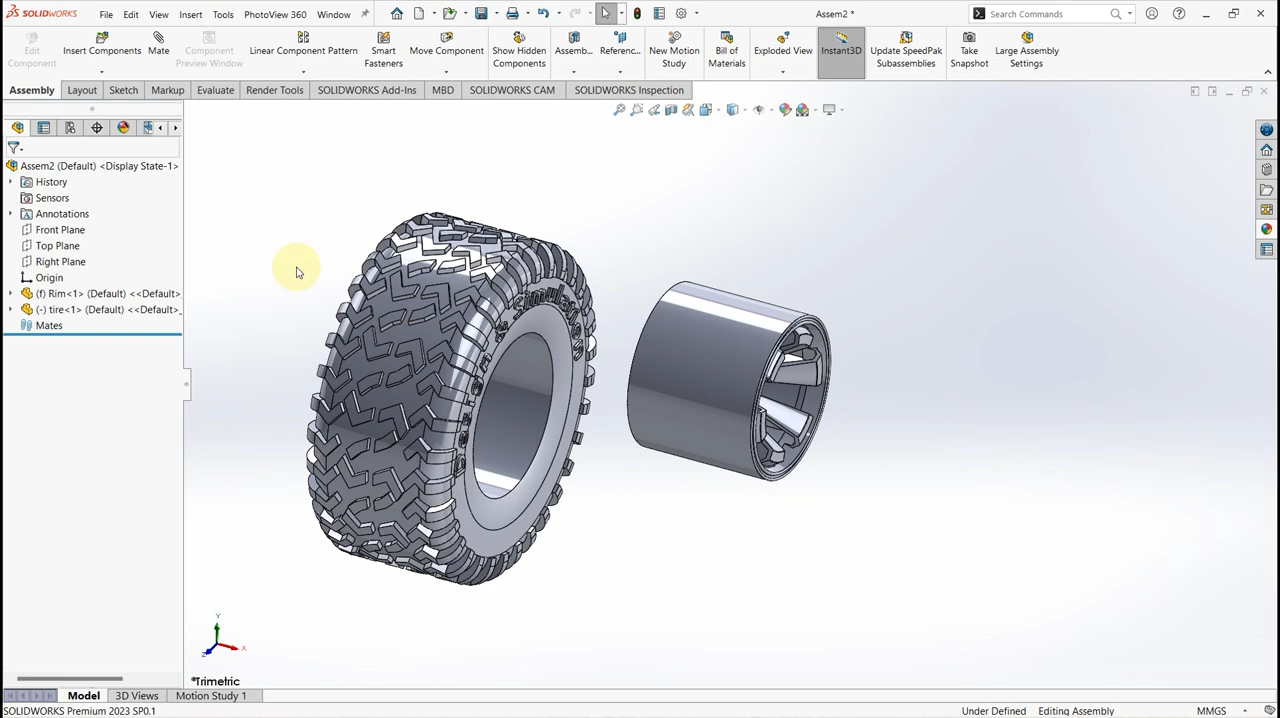 SOLIDWORKS File Edit View Insert Tools PhotoView 360 Window Assem2 * Search Commands
Edit Component Insert Components Mate Component Preview Window Linear Component Pattern Smart Fasteners Move Component Show Hidden Components Assemb... Referenc... New Motion Study Bill of Materials Exploded View Instant3D Update SpeedPak Subassemblies Take Snapshot Large Assembly Settings
Assembly Layout Sketch Markup Evaluate Render Tools SOLIDWORKS Add-Ins MBD SOLIDWORKS CAM SOLIDWORKS Inspection
Assem2 (Default) <Display State-1>
History
Sensors
Annotations
Front Plane
Top Plane
Right Plane
Origin
(f) Rim<1> (Default) <<Default>_
(-) tire<1> (Default) <<Default>_
Mates
Simulation
Y
X
Z
*Trimetric
Model 3D Views Motion Study 1
SOLIDWORKS Premium 2023 SP0.1 Under Defined Editing Assembly MMGS